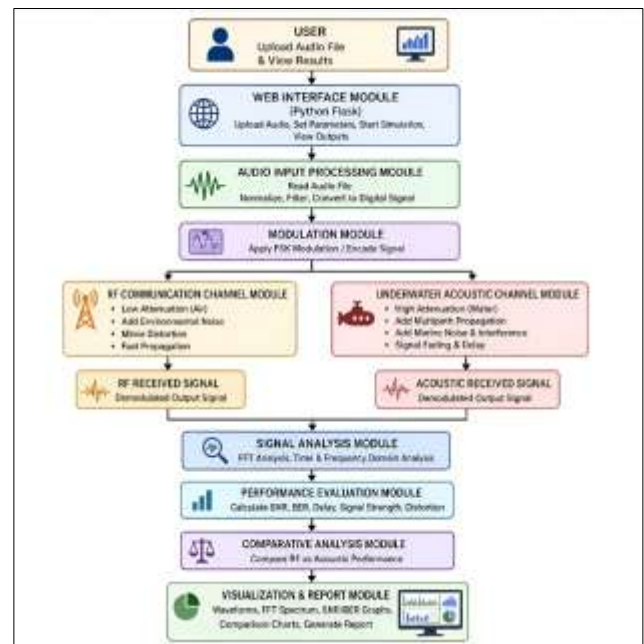 USER
Upload Audio File
& View Results
WEB INTERFACE MODULE
(Python Flask)
Upload Audio, Set Parameters, Start Simulation,
View Outputs
AUDIO INPUT PROCESSING MODULE
Read Audio File
Normalize, Filter, Convert to Digital Signal
MODULATION MODULE
Apply FSK Modulation / Encode Signal
RF COMMUNICATION CHANNEL MODULE
• Low Attenuation (Air)
• Add Environmental Noise
• Minor Distortion
• Fast Propagation
UNDERWATER ACOUSTIC CHANNEL MODULE
• High Attenuation (Water)
• Add Multipath Propagation
• Add Marine Noise & Interference
• Signal Fading & Delay
RF RECEIVED SIGNAL
Demodulated Output Signal
ACOUSTIC RECEIVED SIGNAL
Demodulated Output Signal
SIGNAL ANALYSIS MODULE
FFT Analysis, Time & Frequency Domain Analysis
PERFORMANCE EVALUATION MODULE
Calculate SNR, BER, Delay, Signal Strength, Distortion
COMPARATIVE ANALYSIS MODULE
Compare RF vs Acoustic Performance
VISUALIZATION & REPORT MODULE
Waveforms, FFT Spectrum, SNR/BER Graphs,
Comparison Charts, Generate Report